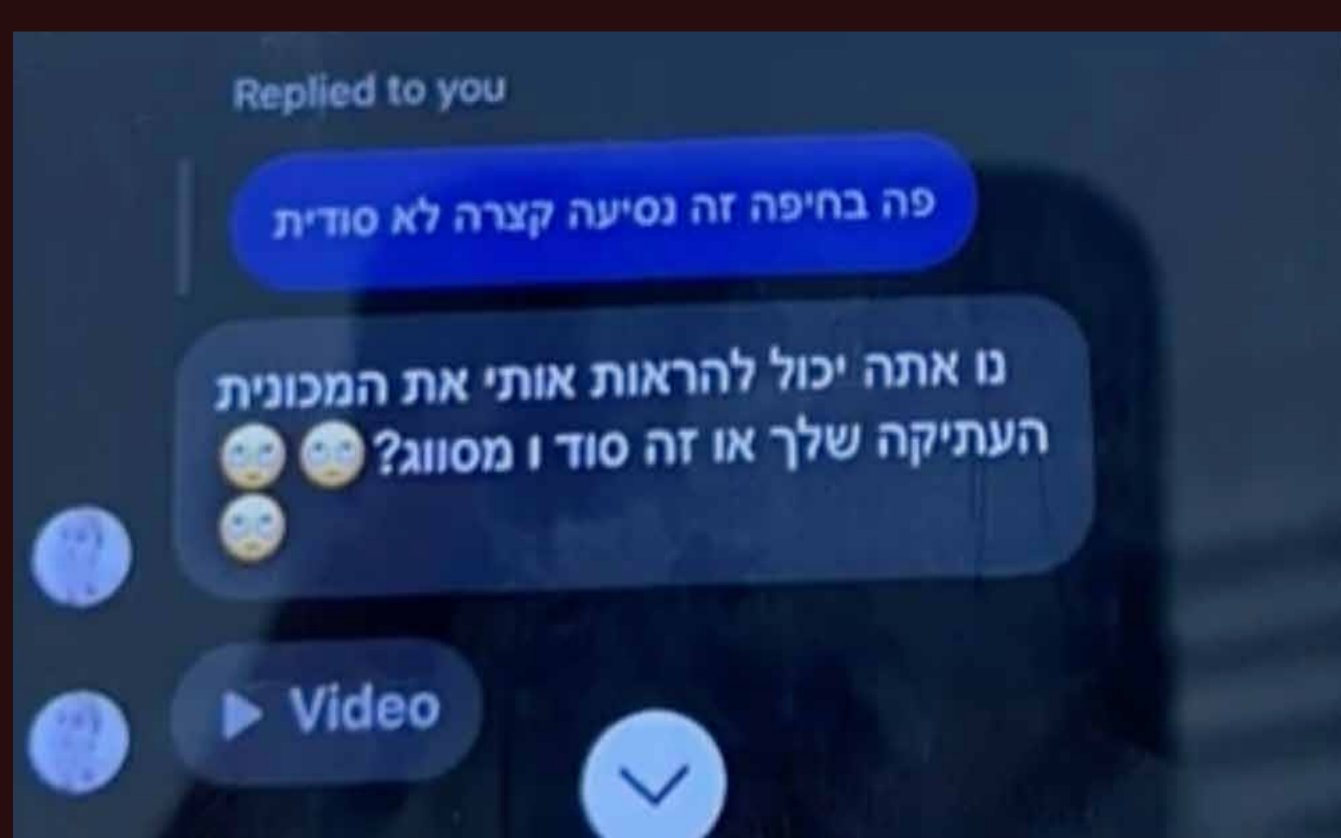 Replied to you
פה בחיפה זה נסיעה קצרה לא סודית
נו אתה יכול להראות אותי את המכונית
העתיקה שלך או זה סוד ו מסווג?🙄🙄
🙄
Video